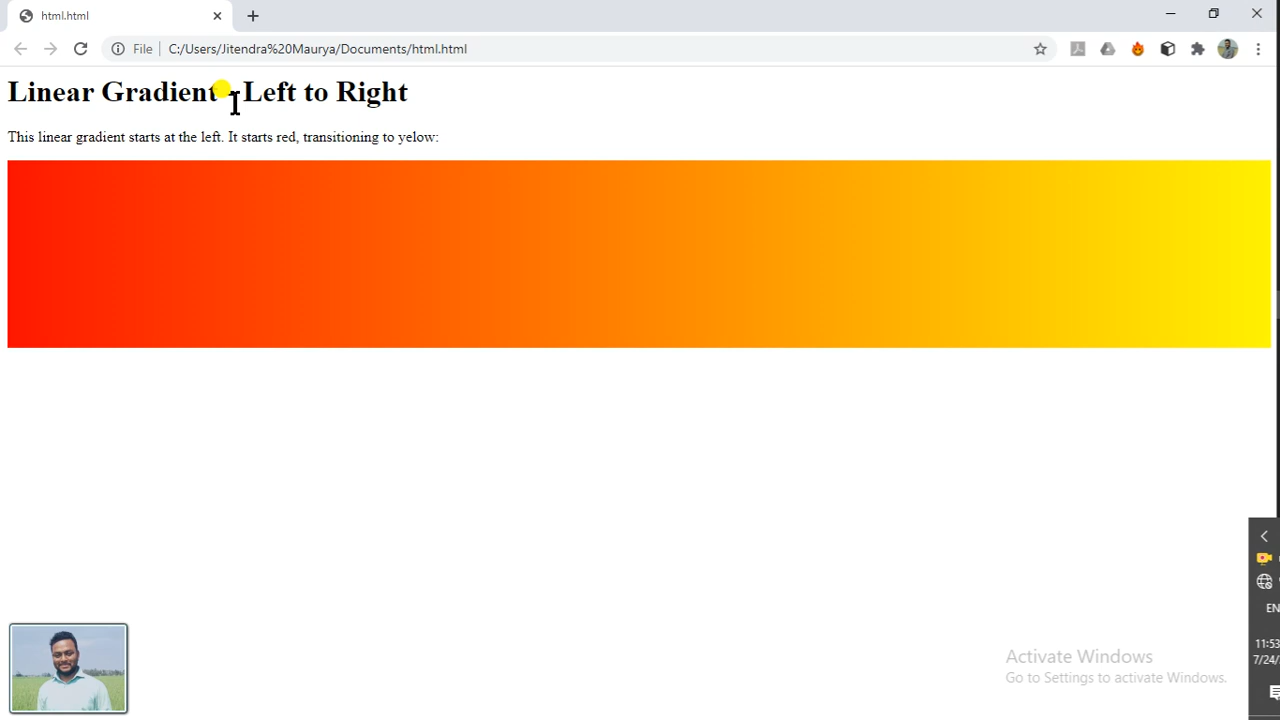 html.html
File
C:/Users/Jitendra%20Maurya/Documents/html.html
Linear Gradient - Left to Right
This linear gradient starts at the left. It starts red, transitioning to yelow:
Activate Windows
Go to Settings to activate Windows.
EN
11:53
7/24/